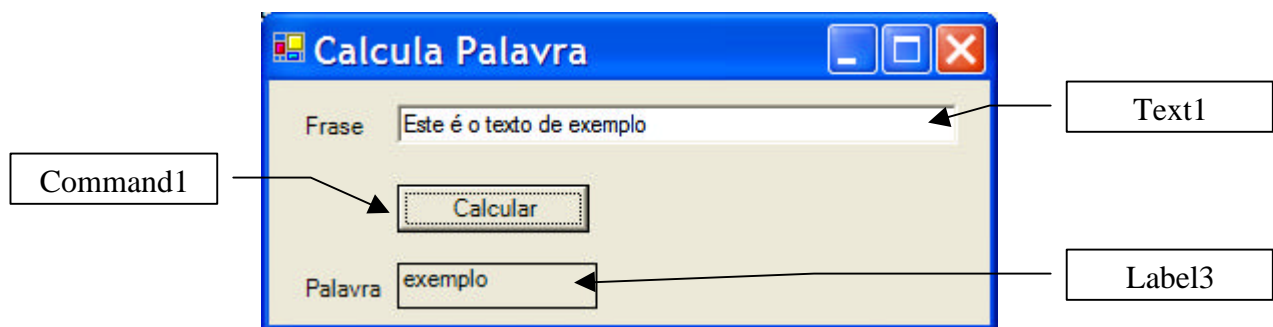 Calcula Palavra
Frase Este é o texto de exemplo
Text1
Command1
Calcular
Palavra exemplo
Label3